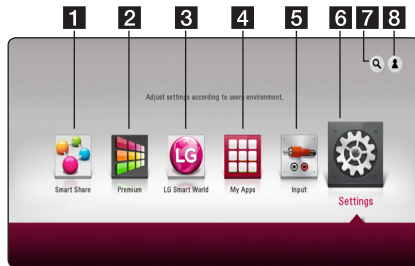 1 2 3 4 5 6 7 8
Adjust settings according to users environment.
LG
Smart Share Premium LG Smart World My Apps Input
Settings